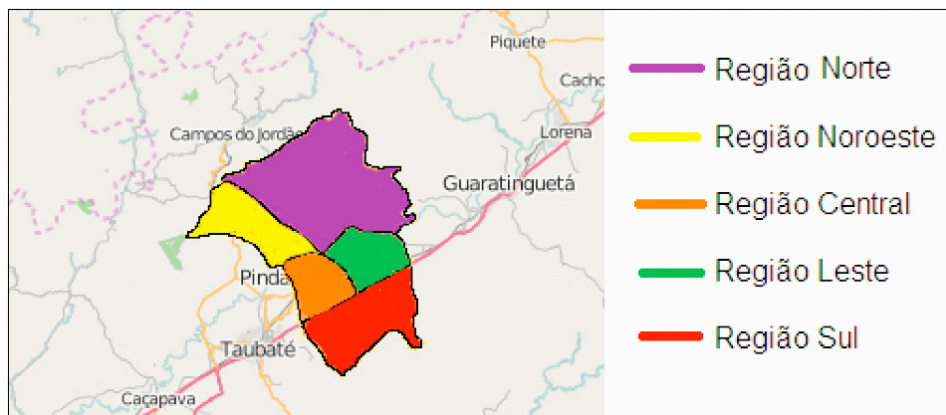 Piquete
Cacho
Campos do Jordão
Lorena
Guaratinguetá
Pinda
Taubaté
Caçapava
Região Norte
Região Noroeste
Região Central
Região Leste
Região Sul